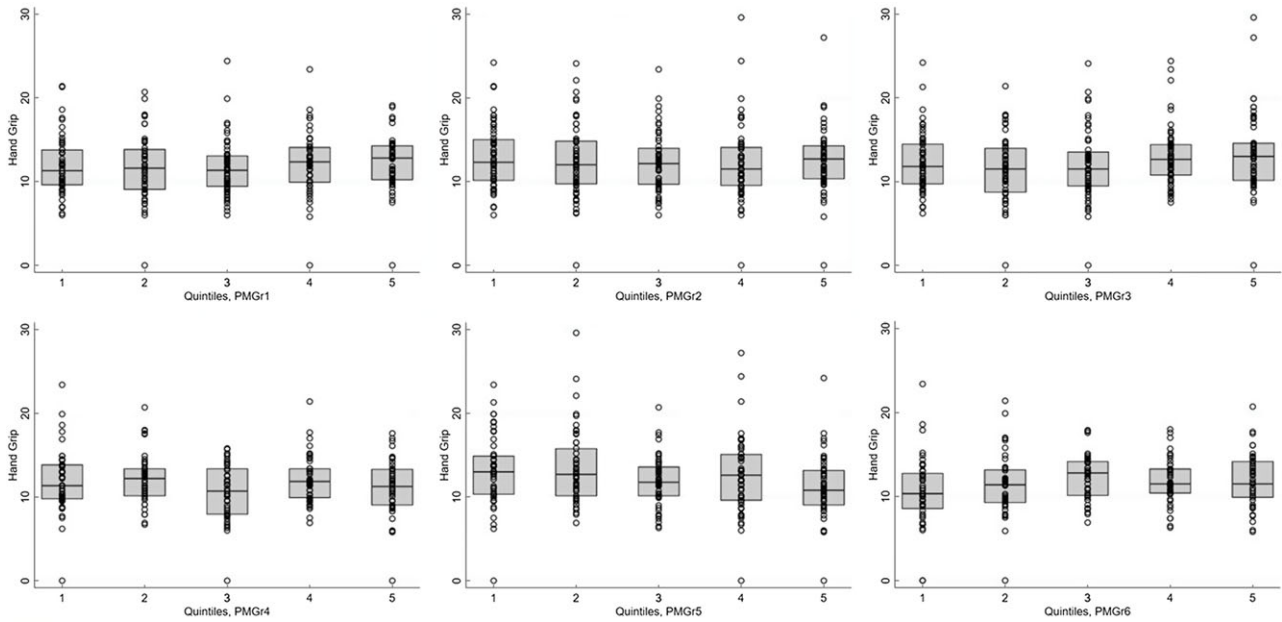 30
20
10
0
Hand Grip
1 2 3 4 5
Quintiles, PMGr1
30
20
10
0
Hand Grip
1 2 3 4 5
Quintiles, PMGr2
30
20
10
0
Hand Grip
1 2 3 4 5
Quintiles, PMGr3
30
20
10
0
Hand Grip
1 2 3 4 5
Quintiles, PMGr4
30
20
10
0
Hand Grip
1 2 3 4 5
Quintiles, PMGr5
30
20
10
0
Hand Grip
1 2 3 4 5
Quintiles, PMGr6